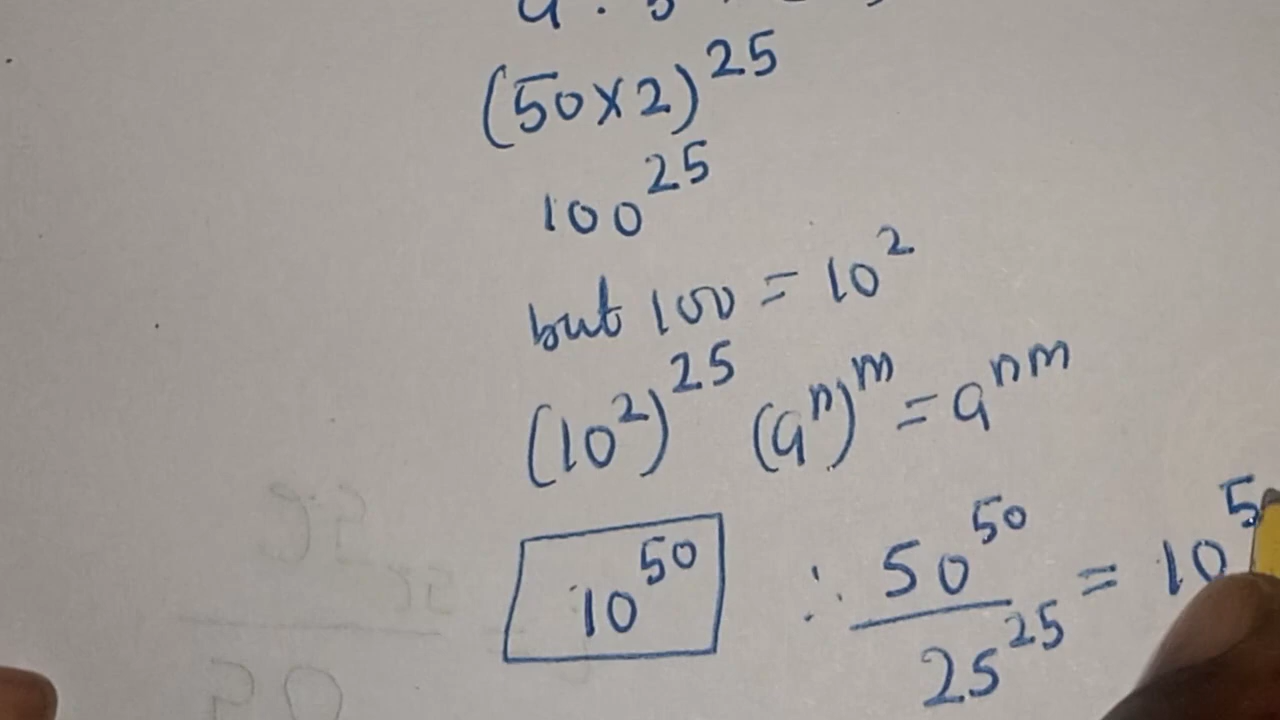 (50×2)^25
100^25
but 100 = 10^2
(10^2)^25 (a^n)^m = a^nm
10^50 ∴ 50^50/25^25 = 10^5